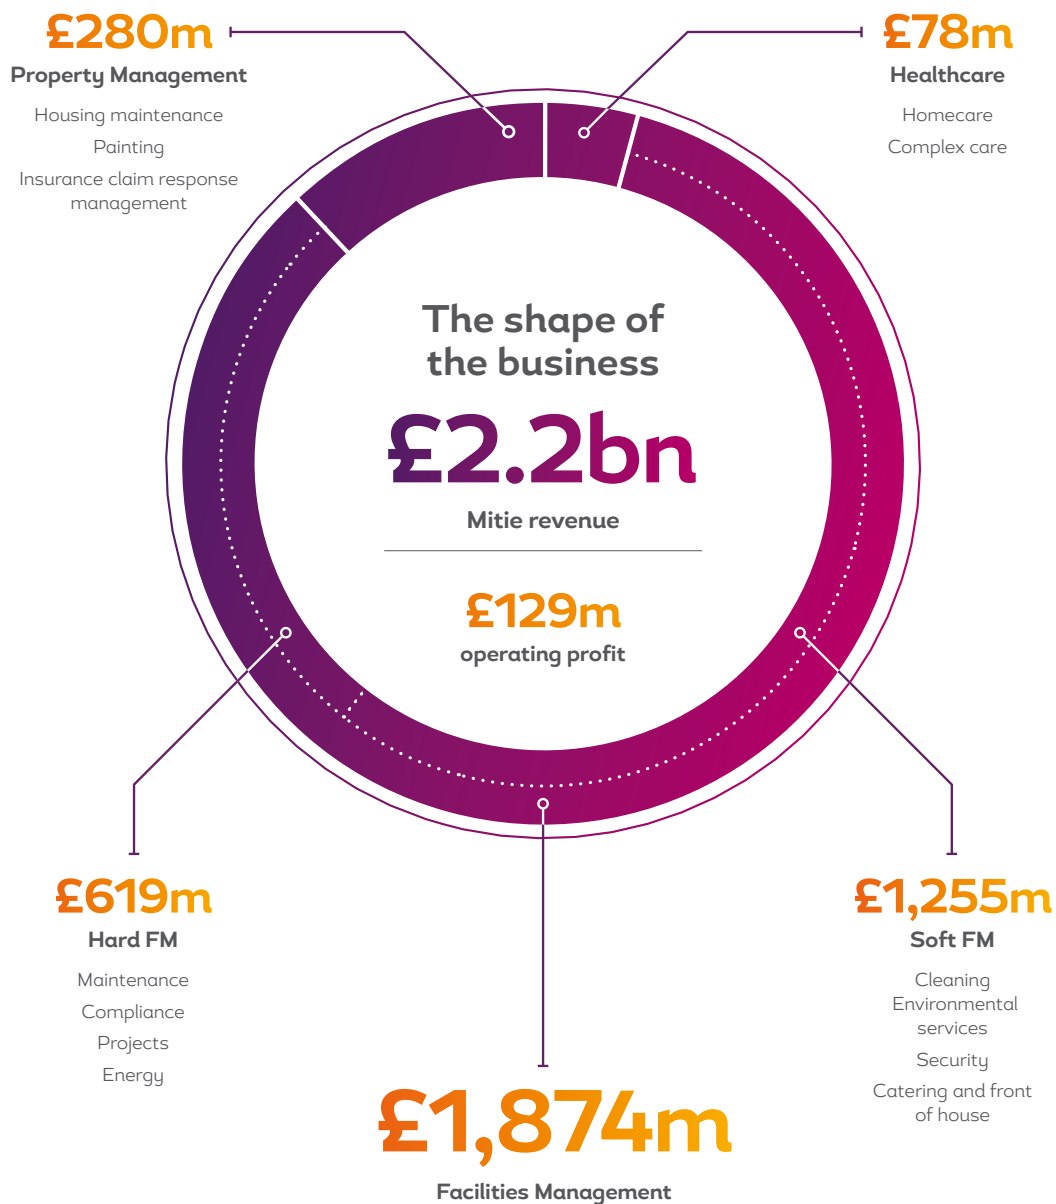 £280m
Property Management
Housing maintenance
Painting
Insurance claim response
management
£78m
Healthcare
Homecare
Complex care
The shape of
the business
£2.2bn
Mitie revenue
£129m
operating profit
£619m
Hard FM
Maintenance
Compliance
Projects
Energy
£1,255m
Soft FM
Cleaning
Environmental
services
Security
Catering and front
of house
£1,874m
Facilities Management